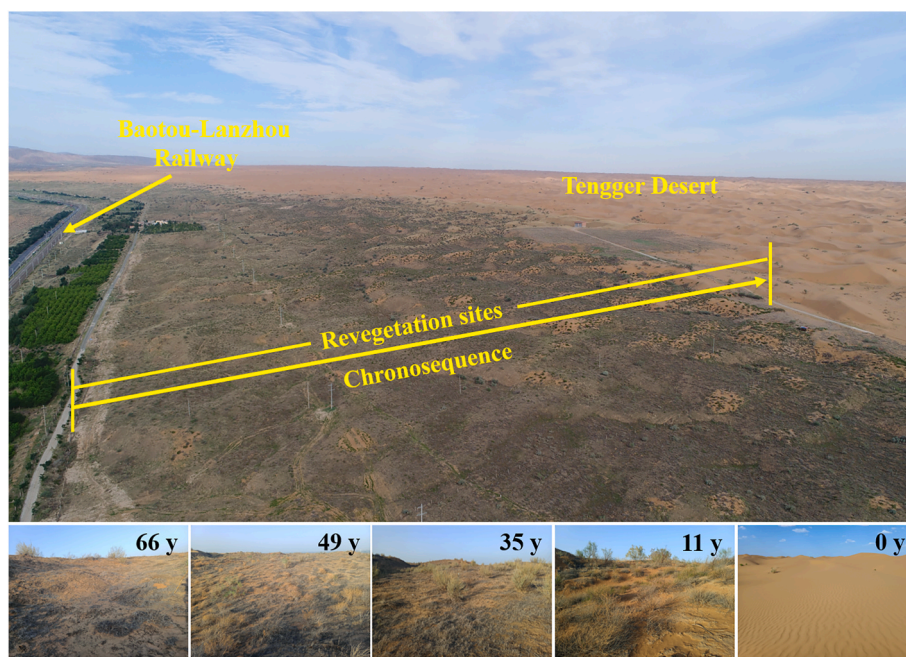 Baotou-Lanzhou
Railway
Tengger Desert
Revegetation sites
Chronosequence
66 y
49 y
35 y
11 y
0 y